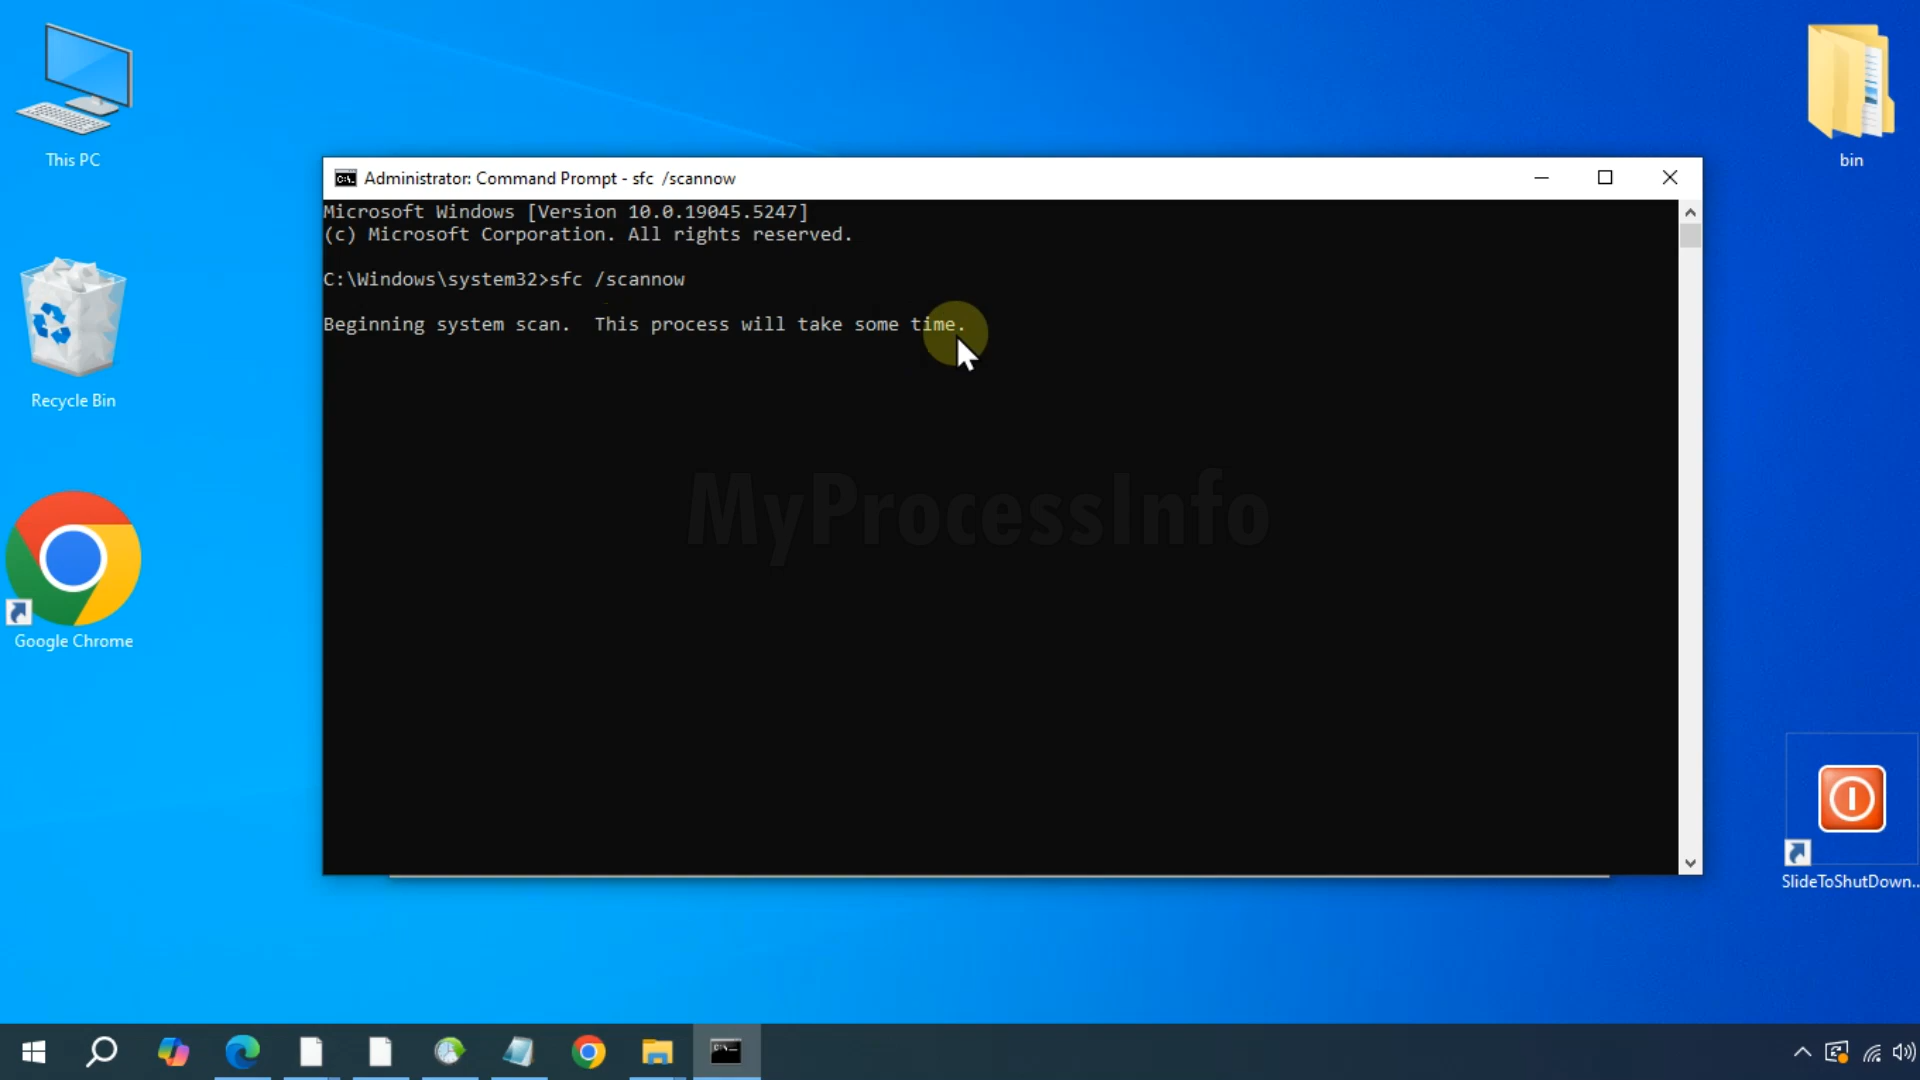 This PC
bin
Administrator: Command Prompt - sfc  /scannow
Microsoft Windows [Version 10.0.19045.5247]
(c) Microsoft Corporation. All rights reserved.
C:\Windows\system32>sfc /scannow
Beginning system scan.  This process will take some time.
MyProcessInfo
Recycle Bin
Google Chrome
SlideToShutDown...